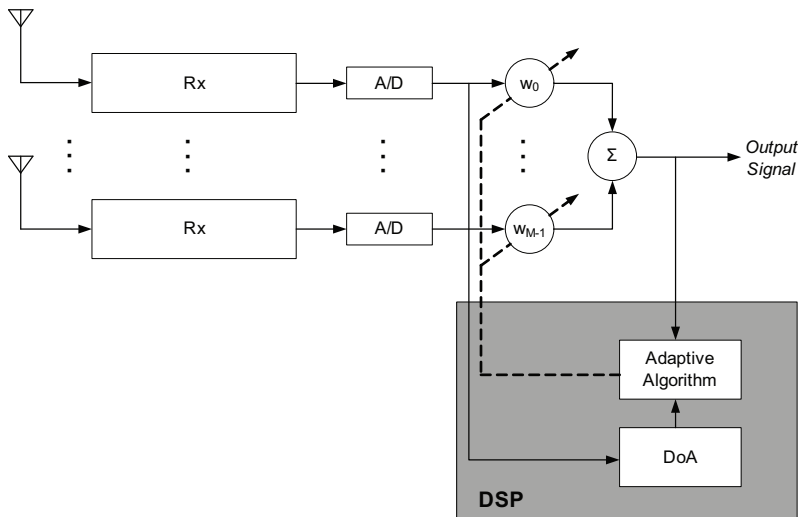 Rx
A/D
w0
Σ
Output
Signal
Rx
A/D
wM-1
Adaptive
Algorithm
DoA
DSP